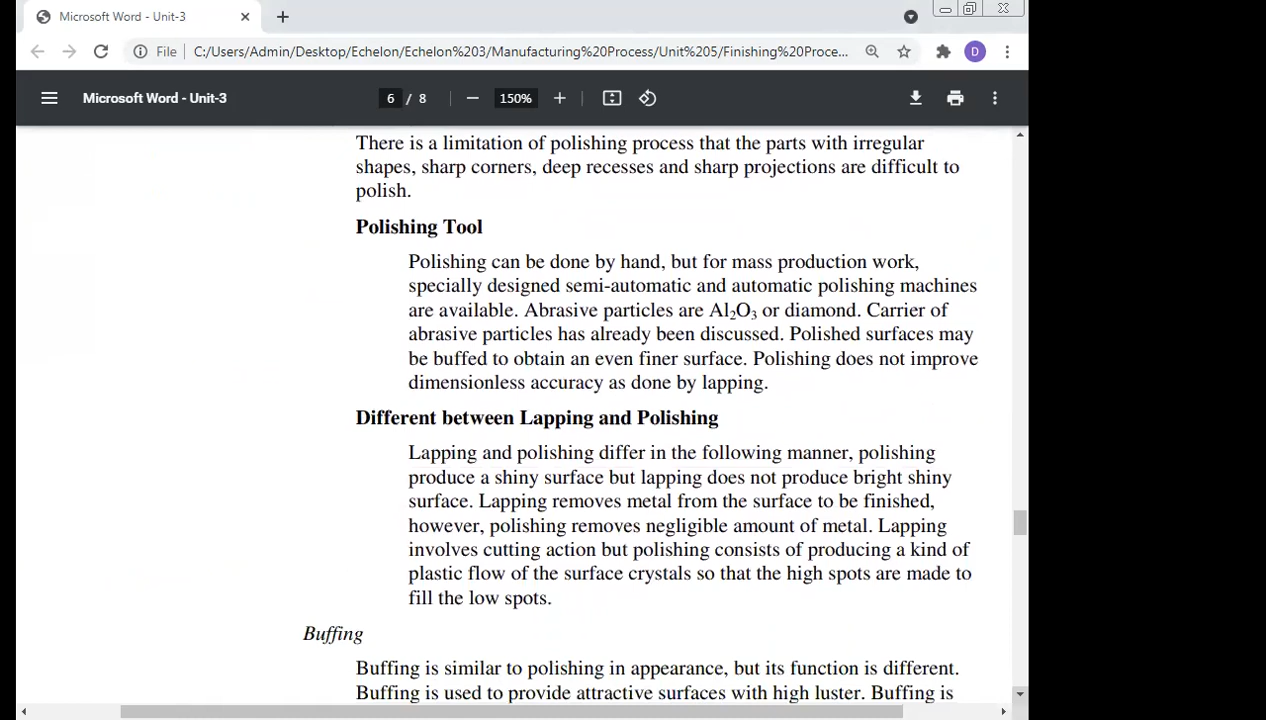 Microsoft Word - Unit-3
File C:/Users/Admin/Desktop/Echelon/Echelon%203/Manufacturing%20Process/Unit%205/Finishing%20Proce...
D
Microsoft Word - Unit-3 6 / 8 150%
There is a limitation of polishing process that the parts with irregular
shapes, sharp corners, deep recesses and sharp projections are difficult to
polish.
Polishing Tool
Polishing can be done by hand, but for mass production work,
specially designed semi-automatic and automatic polishing machines
are available. Abrasive particles are Al₂O₃ or diamond. Carrier of
abrasive particles has already been discussed. Polished surfaces may
be buffed to obtain an even finer surface. Polishing does not improve
dimensionless accuracy as done by lapping.
Different between Lapping and Polishing
Lapping and polishing differ in the following manner, polishing
produce a shiny surface but lapping does not produce bright shiny
surface. Lapping removes metal from the surface to be finished,
however, polishing removes negligible amount of metal. Lapping
involves cutting action but polishing consists of producing a kind of
plastic flow of the surface crystals so that the high spots are made to
fill the low spots.
Buffing
Buffing is similar to polishing in appearance, but its function is different.
Buffing is used to provide attractive surfaces with high luster. Buffing is